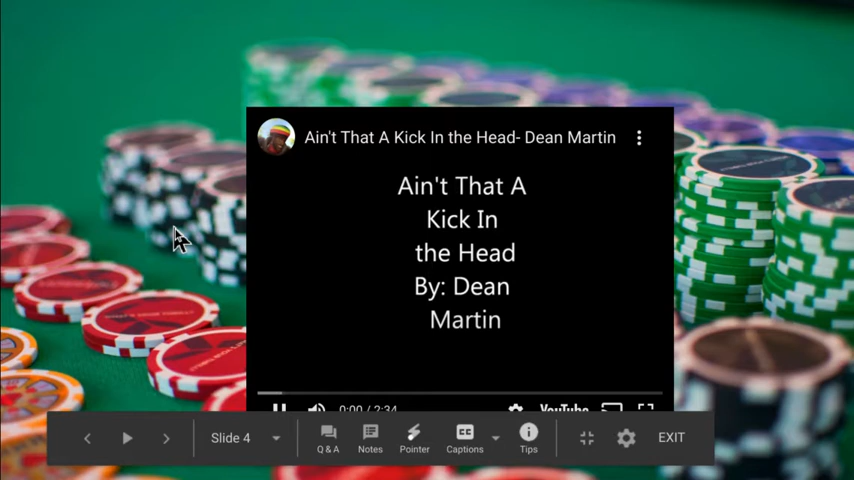 Ain't That A Kick In the Head- Dean Martin
Ain't That A
Kick In
the Head
By: Dean
Martin
0:00 / 2:34
YouTube
Slide 4
Q & A
Notes
Pointer
CC
Captions
Tips
EXIT